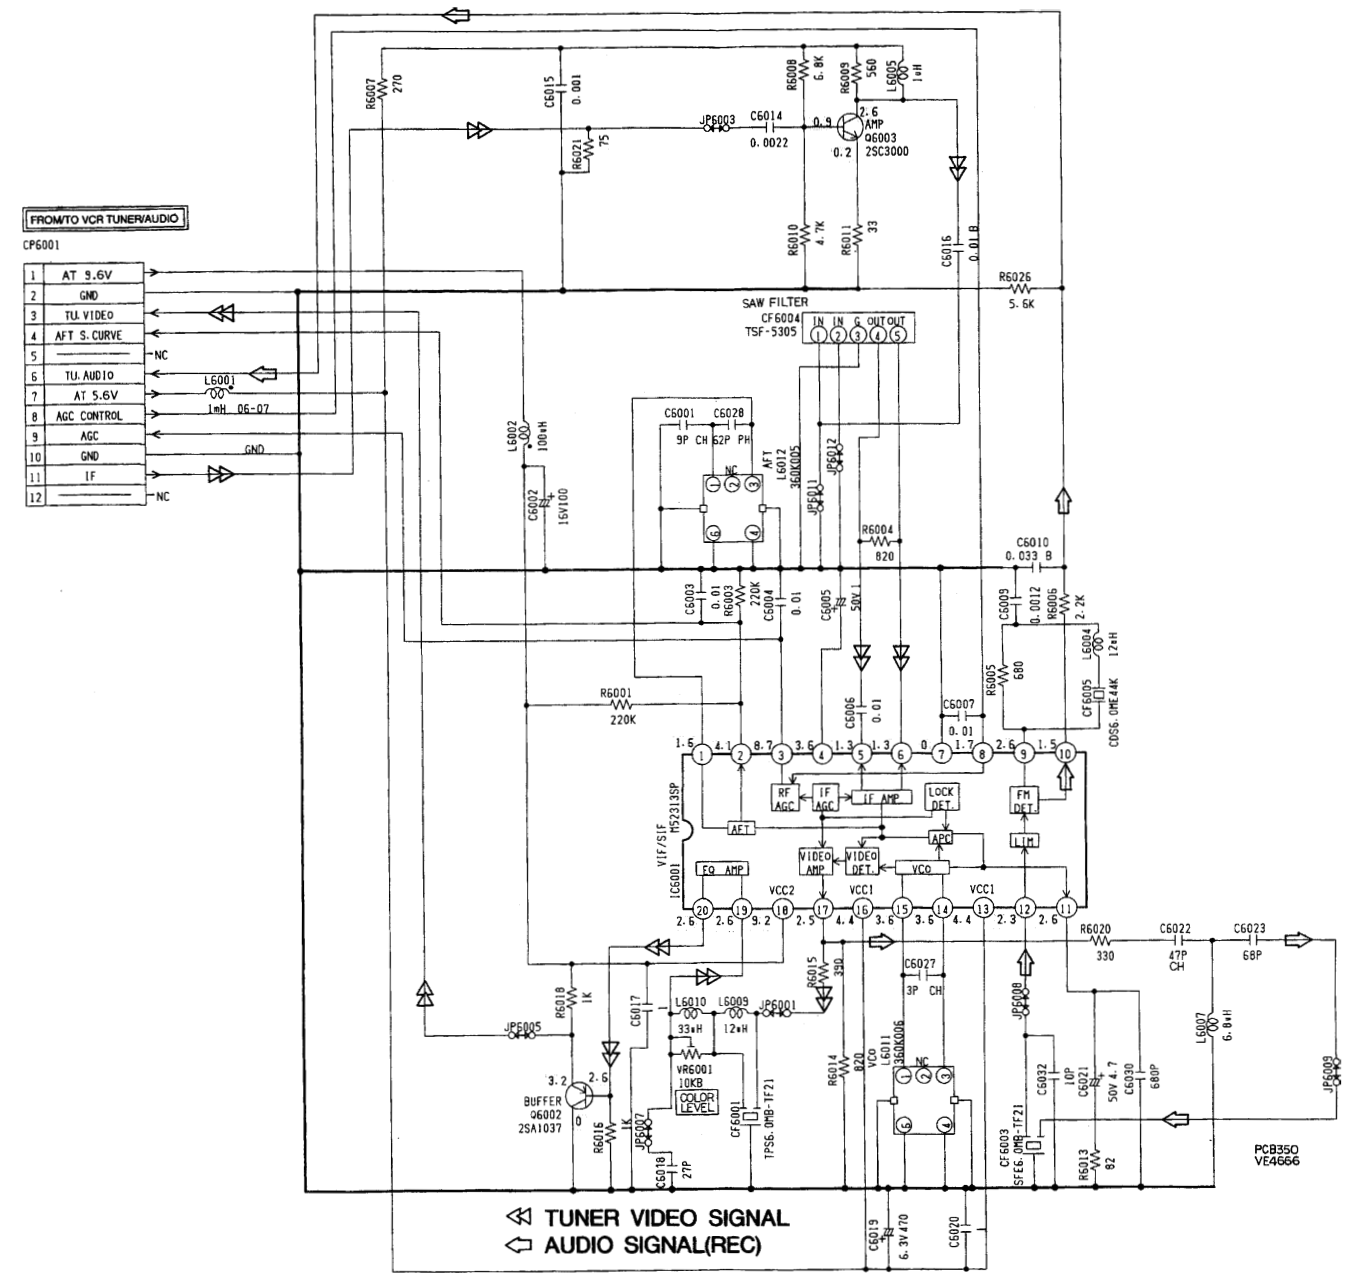 R6007
270
C6015
0.001
R6008
6.8K
R6009
560
L6005
1uH
JP6003
C6014
0.0022
0.9
2.6
AMP
Q6003
2SC3000
0.2
R6021
75
R6010
4.7K
R6011
33
C6016
0.01 B
FROM/TO VCR TUNER/AUDIO
CP6001
1 AT 9.6V
2 GND
3 TU.VIDEO
4 AFT S.CURVE
5 NC
6 TU.AUDIO
7 AT 5.6V
8 AGC CONTROL
9 AGC
10 GND
11 IF
12 NC
L6001
1mH 06-07
GND
R6026
5.6K
SAW FILTER
CF6004
TSF-5305
IN IN G OUT OUT
1 2 3 4 5
L6002
100uH
C6002
16V100
C6001
9P CH
C6028
62P PH
NC
1 2 3
6 4
AFT
L6012
360K005
JP6011
JP6012
R6004
820
C6010
0.033 B
C6003
0.01
R6003
220K
C6004
0.01
C6005
50V 1
C6009
0.0012
R6006
2.2K
L6004
12uH
R6005
680
CF6005
CDS6.0ME44K
R6001
220K
C6006
0.01
C6007
0.01
1.6 4.1 8.7 3.6 1.3 1.3 0 1.7 2.6 1.5
1 2 3 4 5 6 7 8 9 10
IC6001
VIF/SIF
M52313SP
RF AGC
IF AGC
IF AMP
LOCK DET.
FM DET.
AFT
APC
LIM
VIDEO AMP
VIDEO DET.
VCO
EQ AMP
VCC2
VCC1
VCC1
20 19 18 17 16 15 14 13 12 11
2.6 2.6 9.2 2.5 4.4 3.6 3.6 4.4 2.3 2.6
R6020
330
C6022
47P
CH
C6023
68P
R6015
390
C6027
3P CH
R6018
1K
C6017
L6010
33uH
L6009
12uH
JP6001
JP6005
VR6001
10KB
COLOR
LEVEL
3.2
2.6
BUFFER
Q6002
2SA1037
0
R6016
1K
JP6007
C6018
27P
CF6001
TPS6.0MB-TF21
R6014
820
VCO
L6011
360K006
NC
1 2 3
6 4
JP6008
C6032
10P
C6021
50V 4.7
C6030
680P
L6007
6.8uH
JP6009
CF6003
SFE6.0MB-TF21
R6013
82
PCB350
VE4666
C6019
6.3V470
C6020
TUNER VIDEO SIGNAL
AUDIO SIGNAL(REC)